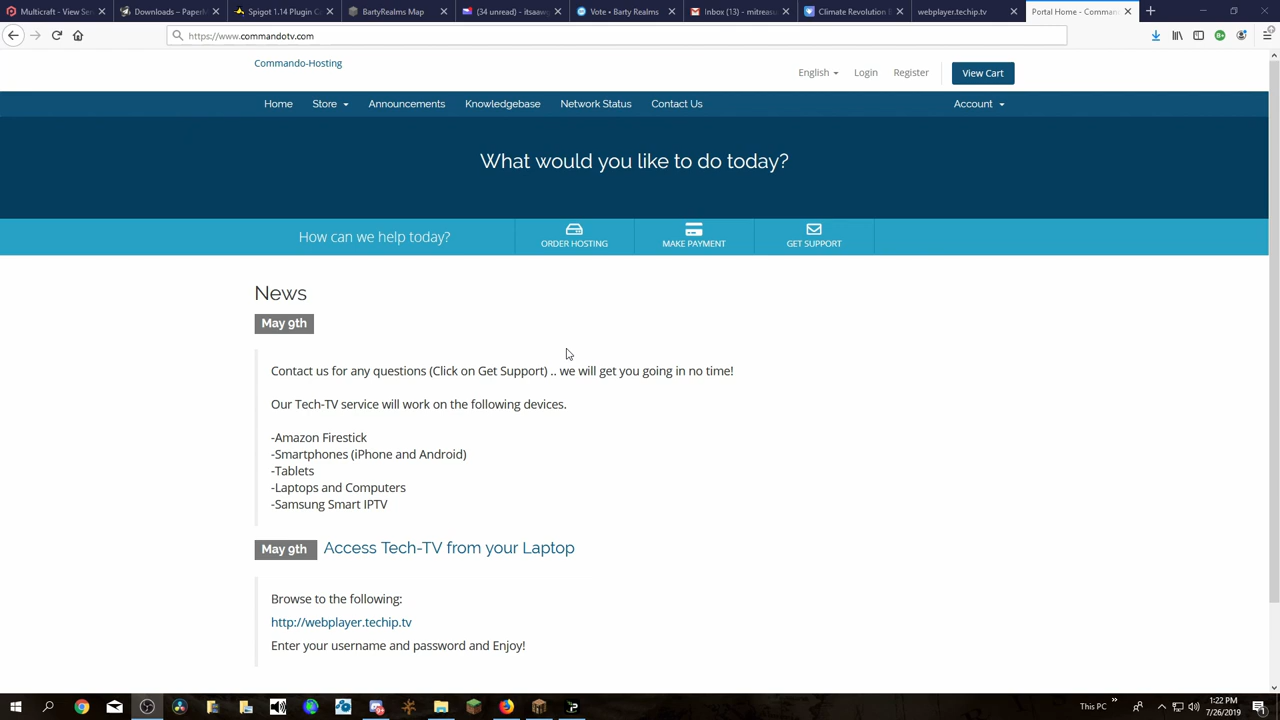 Multicraft - View Ser
Downloads – Paperm
Spigot 1.14 Plugin C
BartyRealms Map
(34 unread) - itsaaw
Vote • Barty Realms
Inbox (13) - mitreasu
Climate Revolution
webplayer.techip.tv
Portal Home - Comman
https://www.commandotv.com
Commando-Hosting
English
Login
Register
View Cart
Home
Store
Announcements
Knowledgebase
Network Status
Contact Us
Account
What would you like to do today?
How can we help today?
ORDER HOSTING
MAKE PAYMENT
GET SUPPORT
News
May 9th
Contact us for any questions (Click on Get Support) .. we will get you going in no time!
Our Tech-TV service will work on the following devices.
-Amazon Firestick
-Smartphones (iPhone and Android)
-Tablets
-Laptops and Computers
-Samsung Smart IPTV
May 9th Access Tech-TV from your Laptop
Browse to the following:
http://webplayer.techip.tv
Enter your username and password and Enjoy!
This PC
1:22 PM
7/26/2019